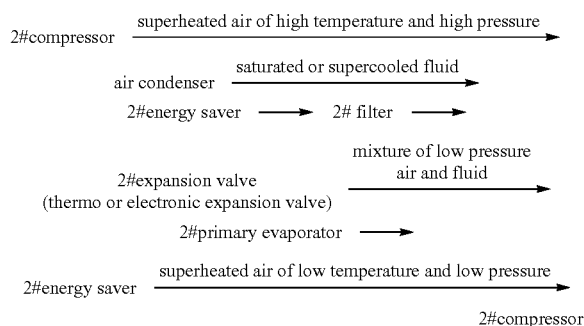 superheated air of high temperature and high pressure
2#compressor
saturated or supercooled fluid
air condenser
2#energy saver 2# filter
mixture of low pressure
air and fluid
2#expansion valve
(thermo or electronic expansion valve)
2#primary evaporator
superheated air of low temperature and low pressure
2#energy saver
2#compressor